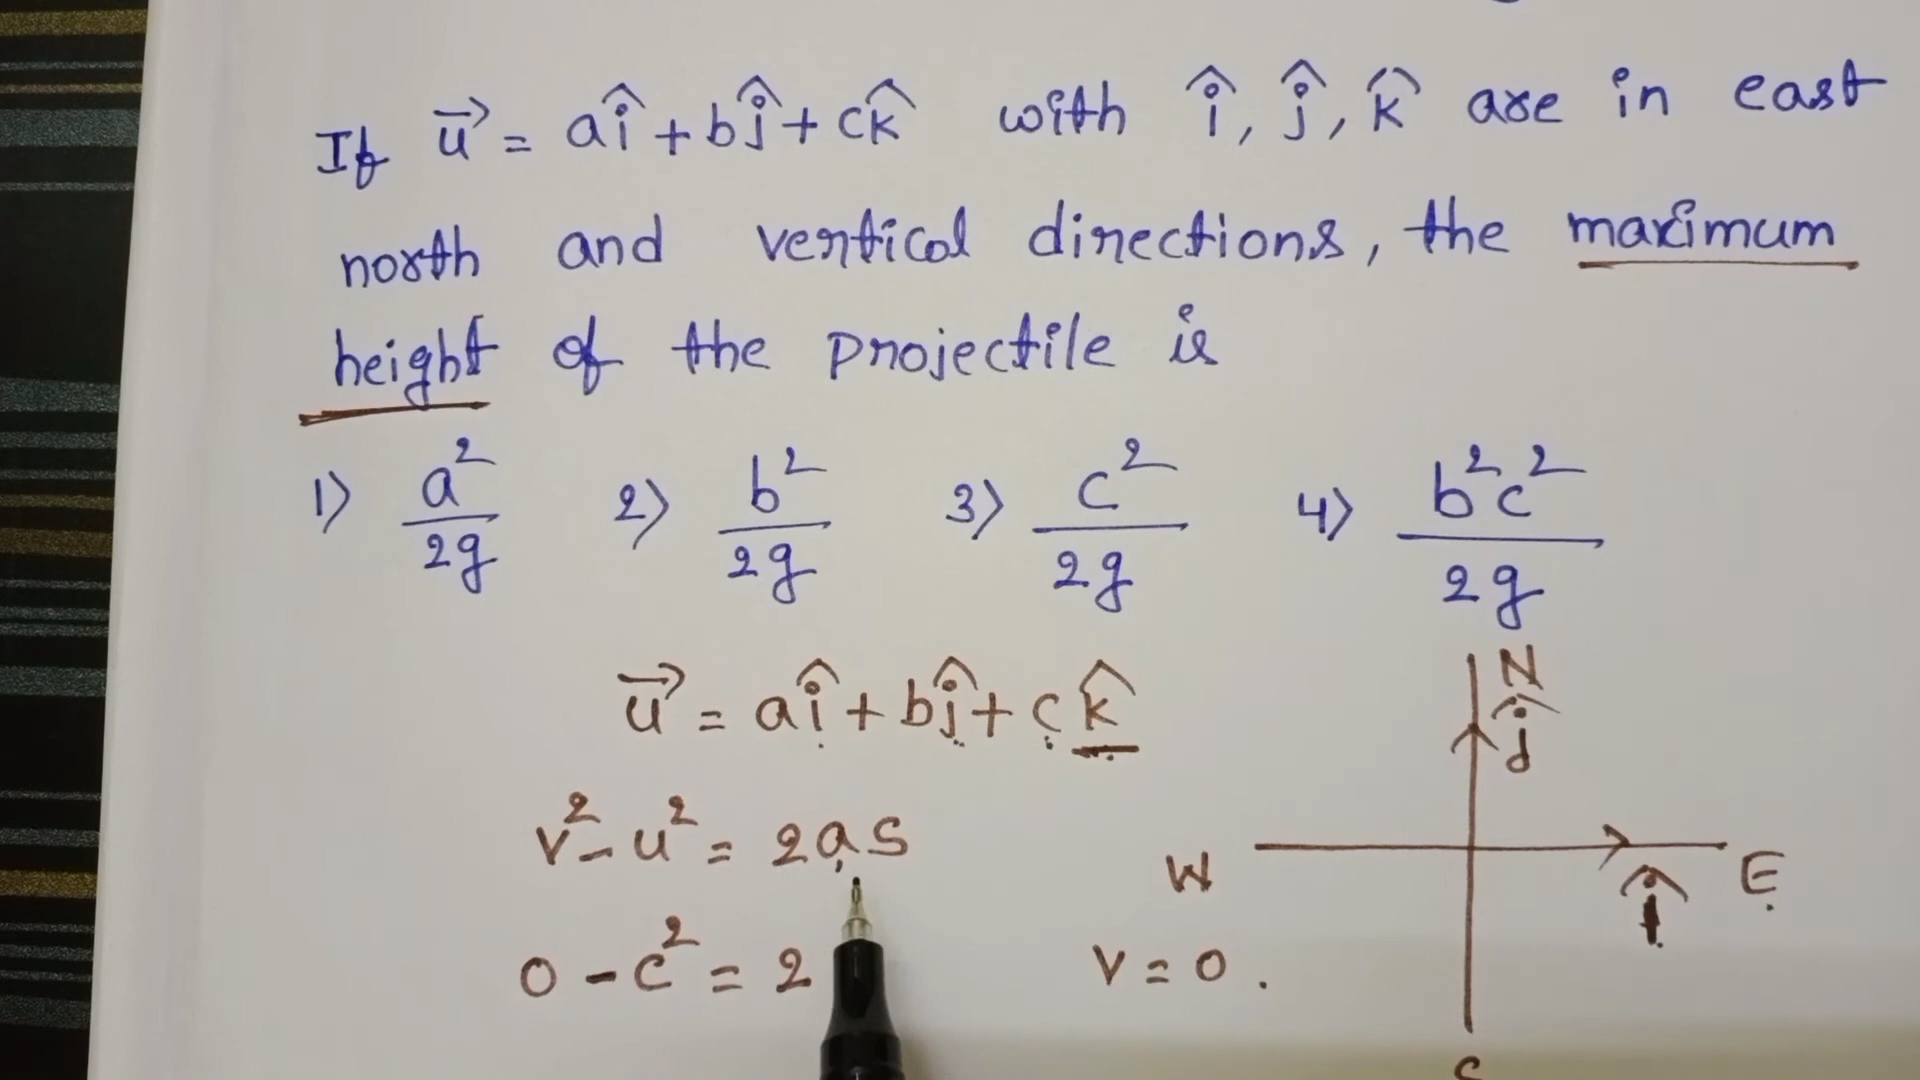 If u⃗ = aî + bĵ + ck̂ with î, ĵ, k̂ are in east
north and vertical directions, the maximum
height of the projectile is
1) a²/2g 2) b²/2g 3) c²/2g 4) b²c²/2g
u⃗ = aî + bĵ + ck̂
N
ĵ
v² - u² = 2as
W
E
î
0 - c² = 2
v = 0.
S